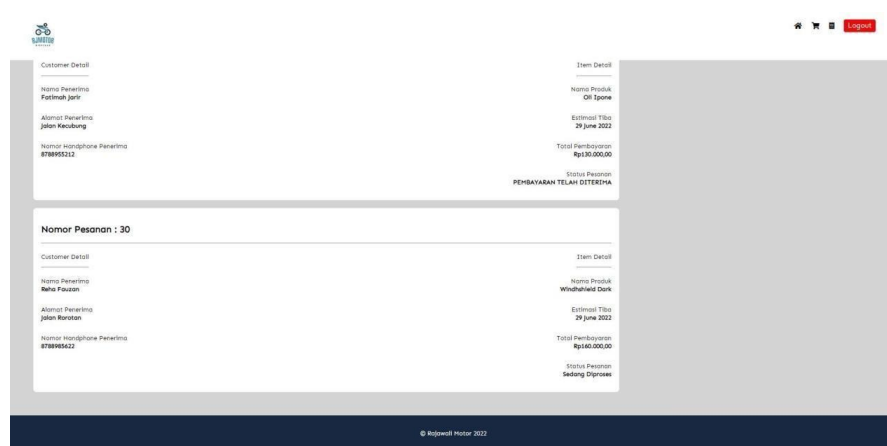 RJMOTOR
Logout
Customer Detail
Item Detail
Nama Penerima
Fatimah Jarir
Nama Produk
Oli Ipone
Alamat Penerima
Jalan Kecubung
Estimasi Tiba
29 June 2022
Nomor Handphone Penerima
8788955212
Total Pembayaran
Rp130.000,00
Status Pesanan
PEMBAYARAN TELAH DITERIMA
Nomor Pesanan : 30
Customer Detail
Item Detail
Nama Penerima
Reha Fauzan
Nama Produk
Windhshield Dark
Alamat Penerima
Jalan Rorotan
Estimasi Tiba
29 June 2022
Nomor Handphone Penerima
8788985622
Total Pembayaran
Rp160.000,00
Status Pesanan
Sedang Diproses
© Rajawali Motor 2022